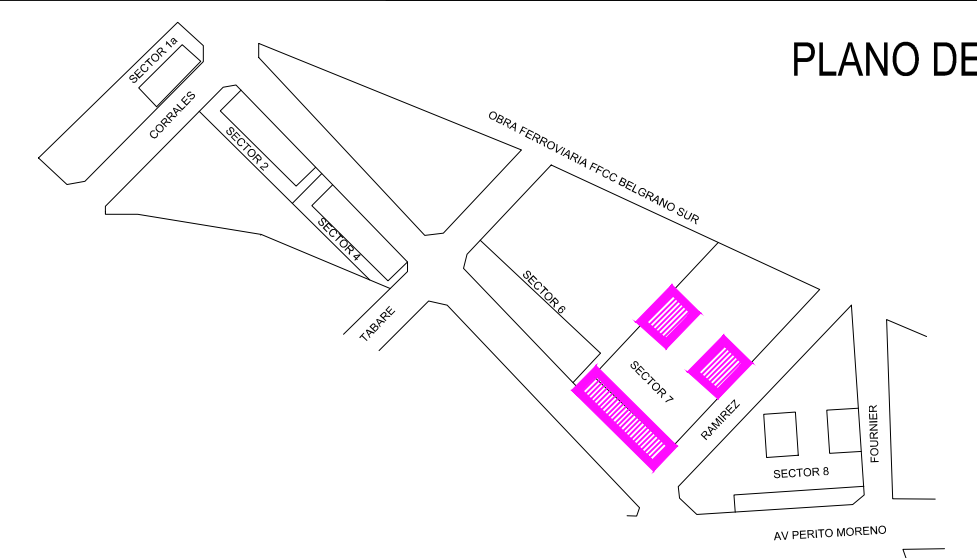 PLANO DE
SECTOR 1a
CORRALES
SECTOR 2
SECTOR 4
TABARE
OBRA FERROVIARIA FFCC BELGRANO SUR
SECTOR 6
SECTOR 7
RAMIREZ
SECTOR 8
FOURNIER
AV PERITO MORENO